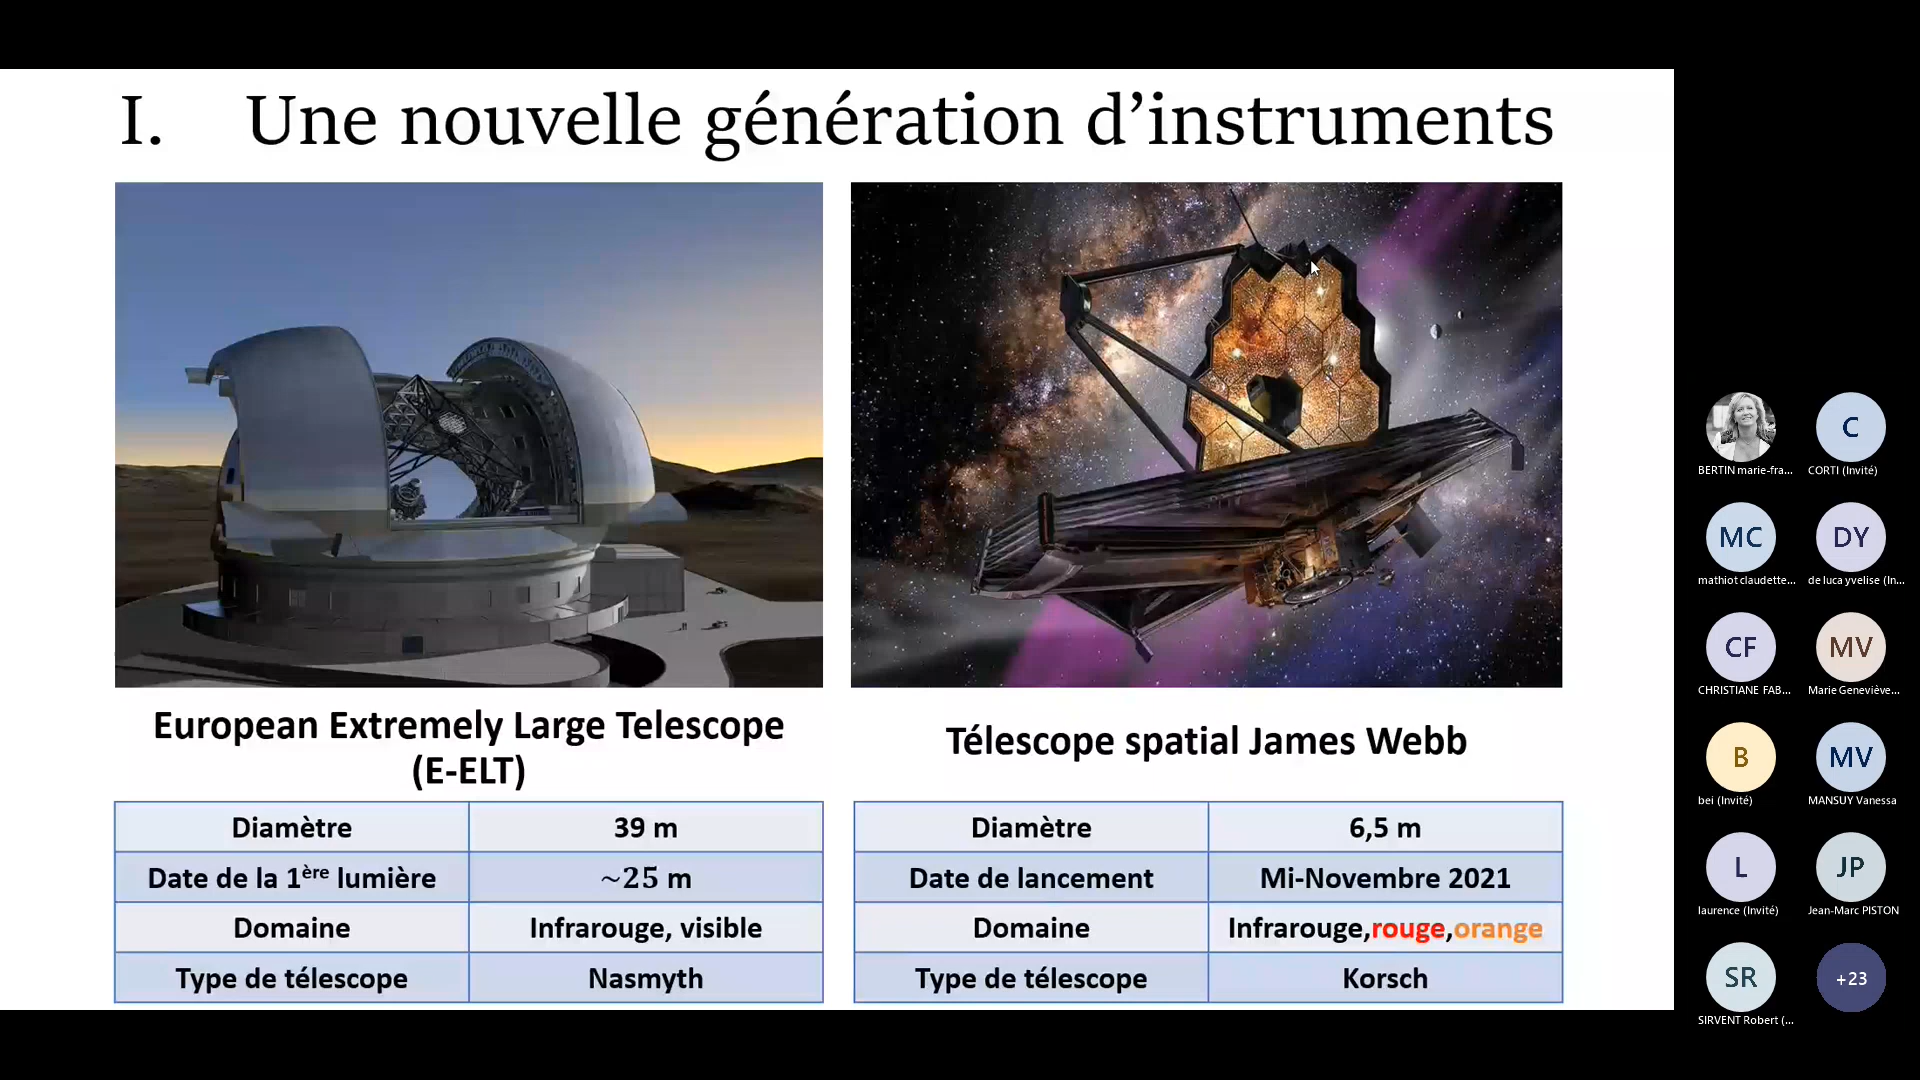 I. Une nouvelle génération d’instruments
European Extremely Large Telescope
(E-ELT)
Diamètre 39 m
Date de la 1ère lumière ~25 m
Domaine Infrarouge, visible
Type de télescope Nasmyth
Télescope spatial James Webb
Diamètre 6,5 m
Date de lancement Mi-Novembre 2021
Domaine Infrarouge,rouge,orange
Type de télescope Korsch
BERTIN marie-fra...
C
CORTI (Invité)
MC
mathiot claudette...
DY
de luca yvelise (In...
CF
CHRISTIANE FAB...
MV
Marie Geneviève...
B
bei (Invité)
MV
MANSUY Vanessa
L
laurence (Invité)
JP
Jean-Marc PISTON
SR
SIRVENT Robert (...
+23